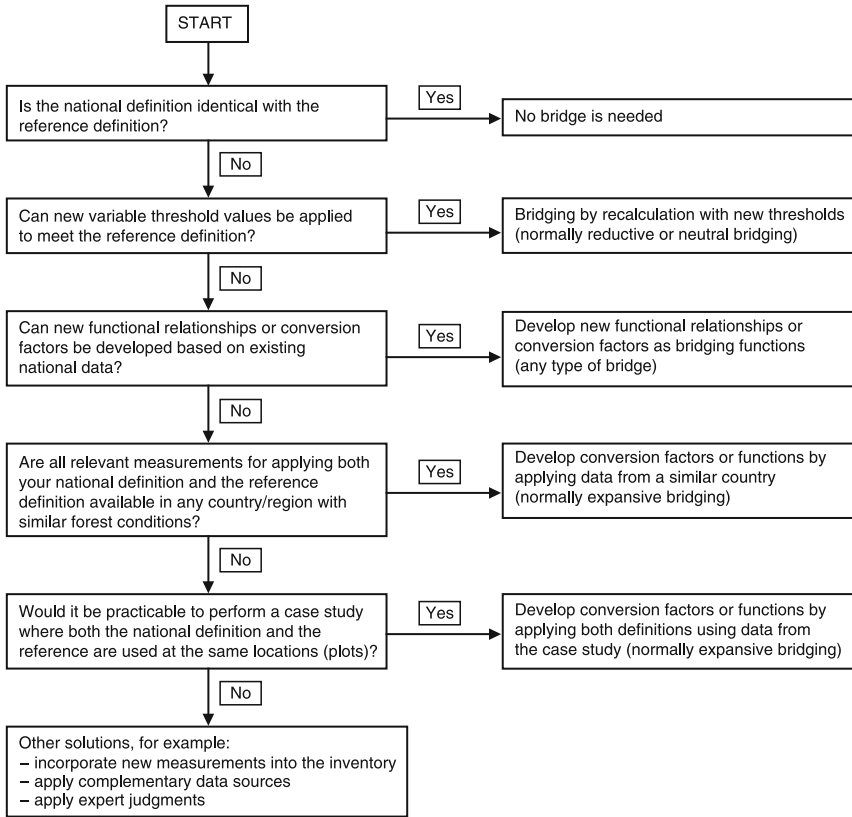 START
Is the national definition identical with the
reference definition?
Yes
No bridge is needed
No
Can new variable threshold values be applied
to meet the reference definition?
Yes
Bridging by recalculation with new thresholds
(normally reductive or neutral bridging)
No
Can new functional relationships or conversion
factors be developed based on existing
national data?
Yes
Develop new functional relationships or
conversion factors as bridging functions
(any type of bridge)
No
Are all relevant measurements for applying both
your national definition and the reference
definition available in any country/region with
similar forest conditions?
Yes
Develop conversion factors or functions by
applying data from a similar country
(normally expansive bridging)
No
Would it be practicable to perform a case study
where both the national definition and the
reference are used at the same locations (plots)?
Yes
Develop conversion factors or functions by
applying both definitions using data from
the case study (normally expansive bridging)
No
Other solutions, for example:
– incorporate new measurements into the inventory
– apply complementary data sources
– apply expert judgments